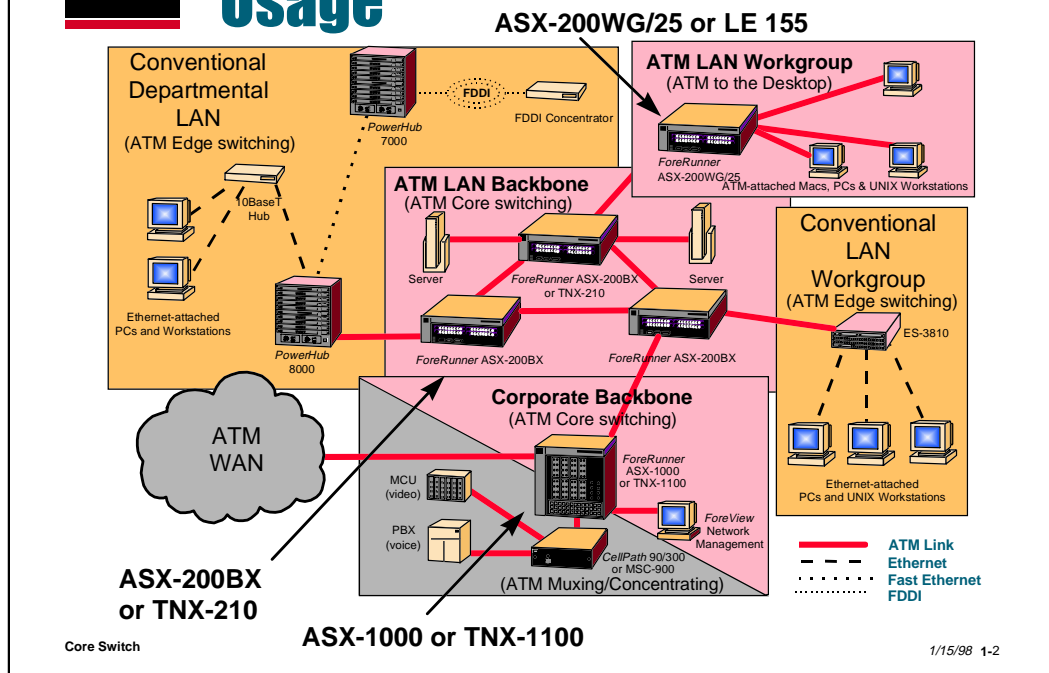 Usage
ASX-200WG/25 or LE 155
Conventional
Departmental
LAN
(ATM Edge switching)
PowerHub
7000
FDDI
FDDI Concentrator
10BaseT
Hub
Ethernet-attached
PCs and Workstations
PowerHub
8000
ATM LAN Workgroup
(ATM to the Desktop)
ForeRunner
ASX-200WG/25
ATM-attached Macs, PCs & UNIX Workstations
ATM LAN Backbone
(ATM Core switching)
Server
ForeRunner ASX-200BX
or TNX-210
Server
ForeRunner ASX-200BX
ForeRunner ASX-200BX
Conventional
LAN
Workgroup
(ATM Edge switching)
ES-3810
Ethernet-attached
PCs and UNIX Workstations
Corporate Backbone
(ATM Core switching)
ForeRunner
ASX-1000
or TNX-1100
ATM
WAN
MCU
(video)
PBX
(voice)
ForeView
Network
Management
CellPath 90/300
or MSC-900
(ATM Muxing/Concentrating)
ATM Link
Ethernet
Fast Ethernet
FDDI
ASX-200BX
or TNX-210
ASX-1000 or TNX-1100
Core Switch
1/15/98 1-2